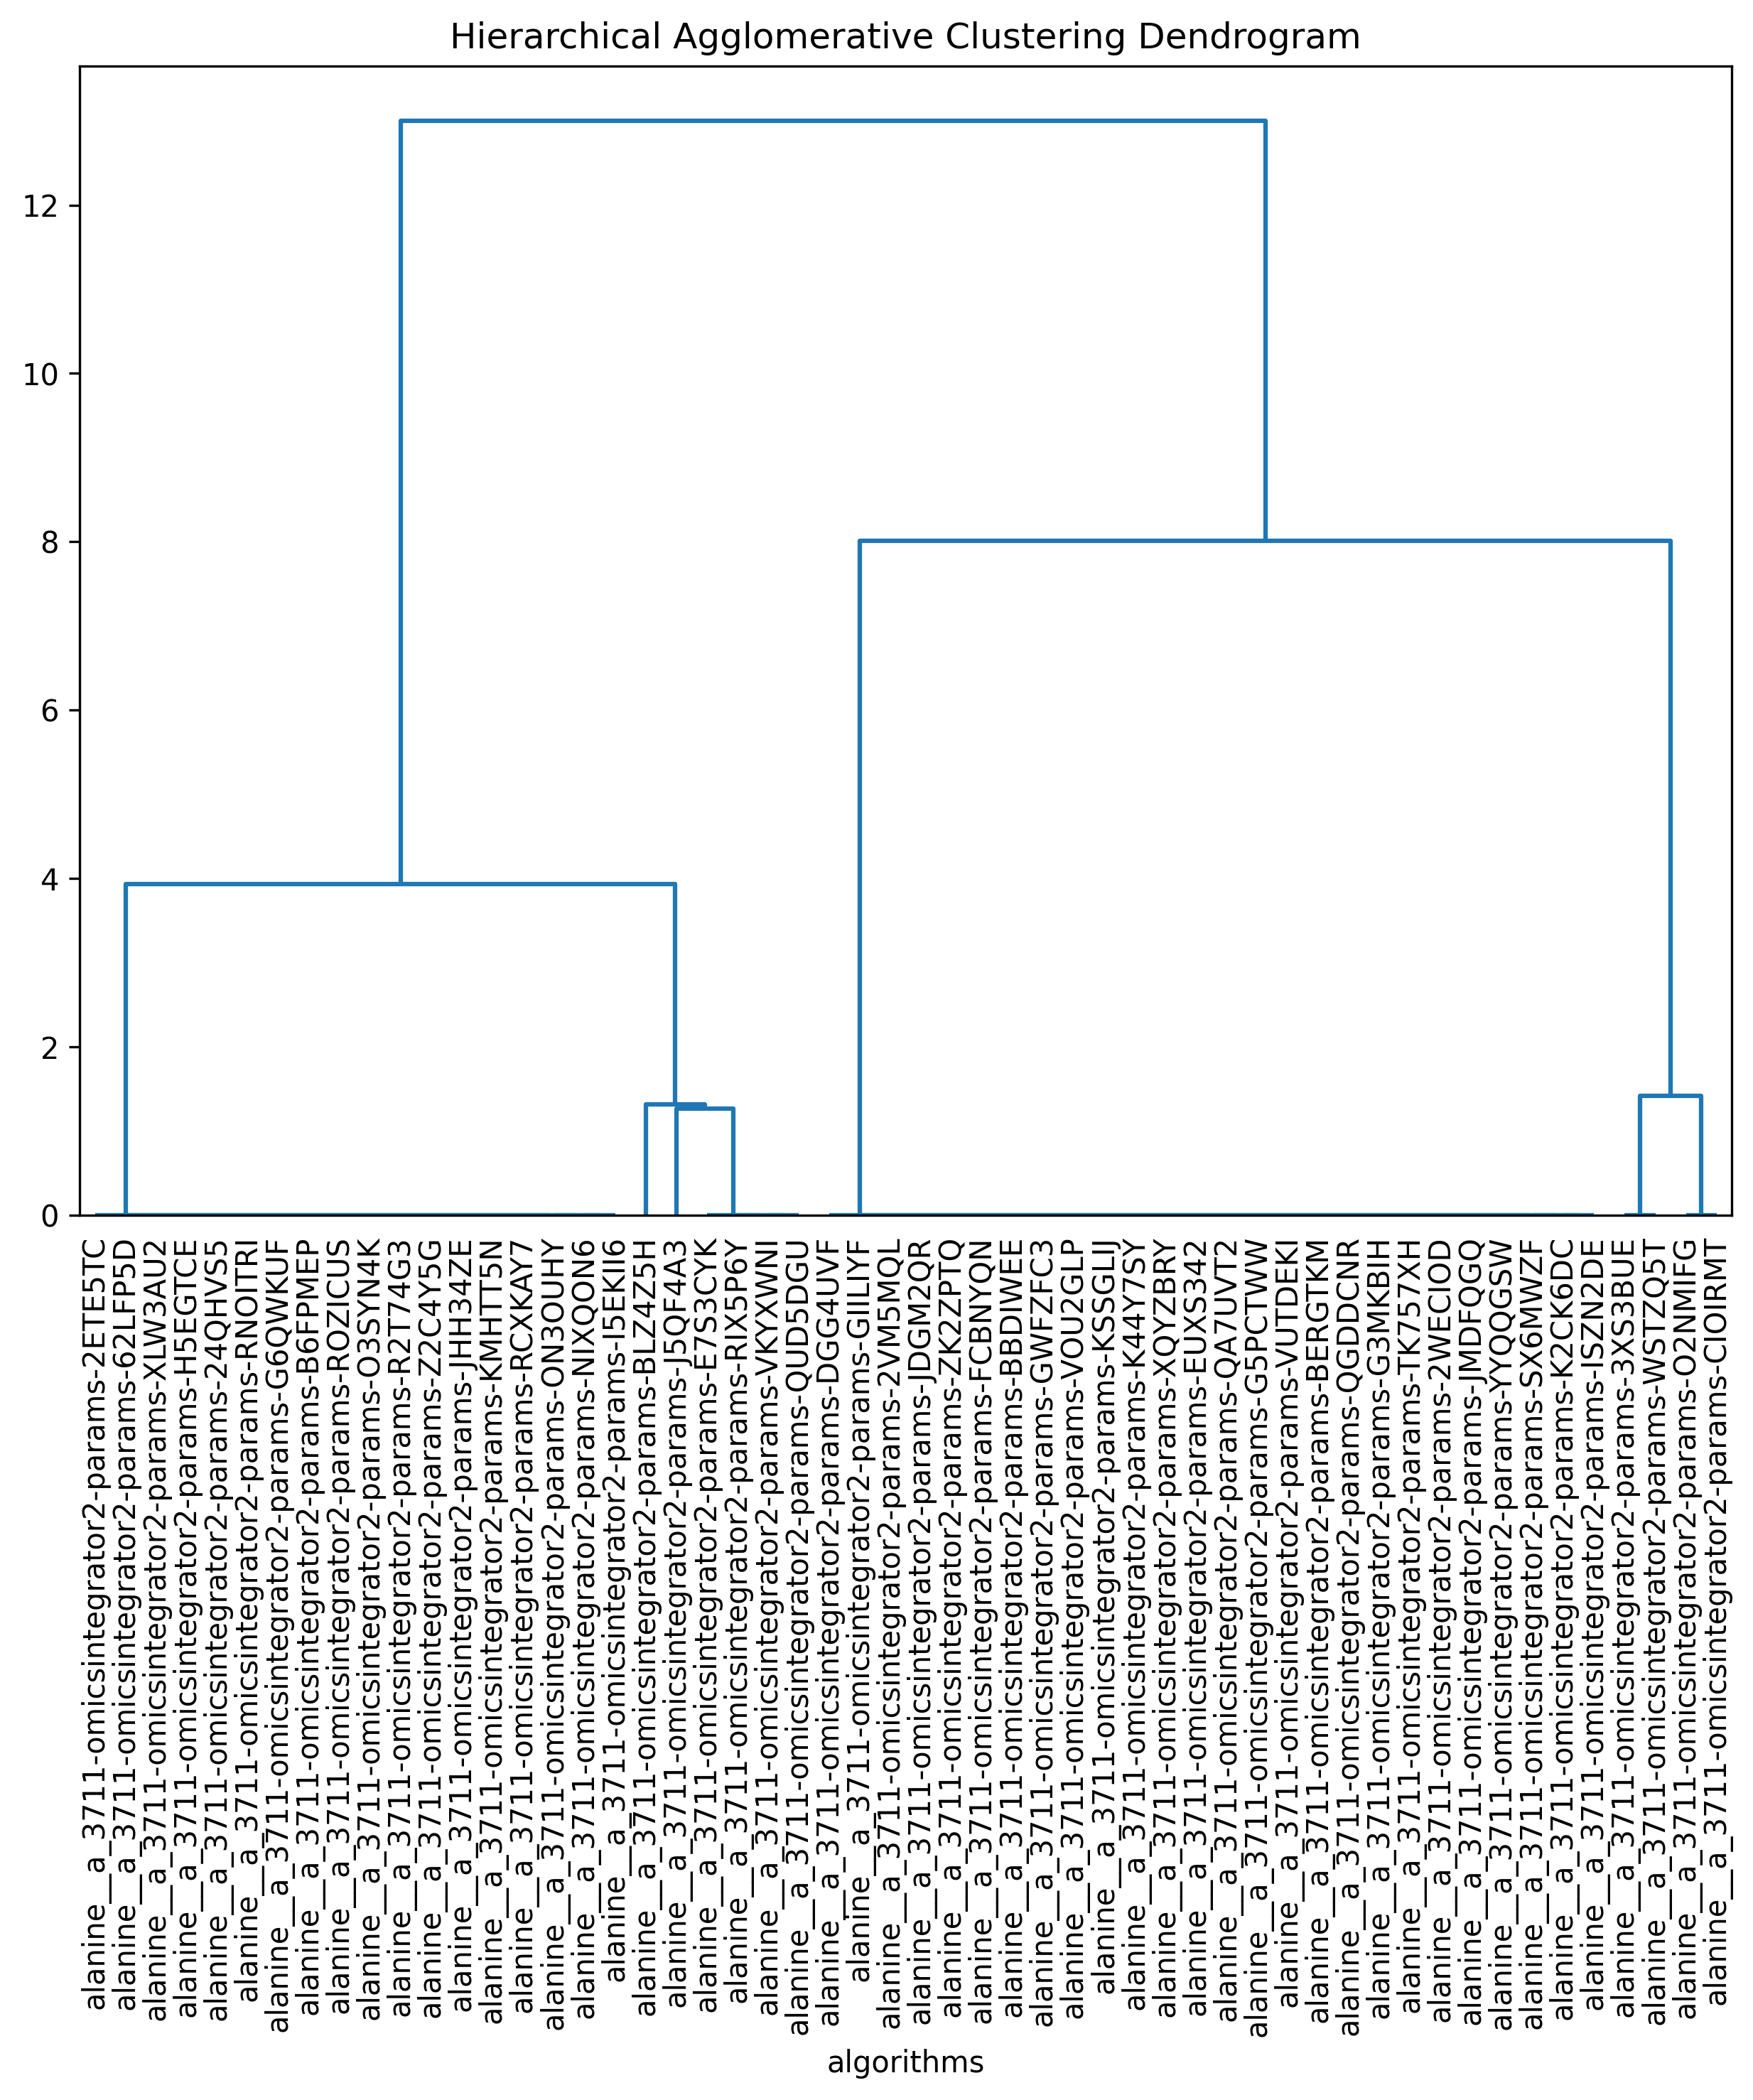 Hierarchical Agglomerative Clustering Dendrogram
12
10
8
6
4
2
0
alanine__a_3711-omicsintegrator2-params-2ETE5TC
alanine__a_3711-omicsintegrator2-params-62LFP5D
alanine__a_3711-omicsintegrator2-params-XLW3AU2
alanine__a_3711-omicsintegrator2-params-H5EGTCE
alanine__a_3711-omicsintegrator2-params-24QHVS5
alanine__a_3711-omicsintegrator2-params-RNOITRI
alanine__a_3711-omicsintegrator2-params-G6QWKUF
alanine__a_3711-omicsintegrator2-params-B6FPMEP
alanine__a_3711-omicsintegrator2-params-ROZICUS
alanine__a_3711-omicsintegrator2-params-O3SYN4K
alanine__a_3711-omicsintegrator2-params-R2T74G3
alanine__a_3711-omicsintegrator2-params-Z2C4Y5G
alanine__a_3711-omicsintegrator2-params-JHH34ZE
alanine__a_3711-omicsintegrator2-params-KMHTT5N
alanine__a_3711-omicsintegrator2-params-RCXKAY7
alanine__a_3711-omicsintegrator2-params-ON3OUHY
alanine__a_3711-omicsintegrator2-params-NIXQON6
alanine__a_3711-omicsintegrator2-params-I5EKII6
alanine__a_3711-omicsintegrator2-params-BLZ4Z5H
alanine__a_3711-omicsintegrator2-params-J5QF4A3
alanine__a_3711-omicsintegrator2-params-E7S3CYK
alanine__a_3711-omicsintegrator2-params-RIX5P6Y
alanine__a_3711-omicsintegrator2-params-VKYXWNI
alanine__a_3711-omicsintegrator2-params-QUD5DGU
alanine__a_3711-omicsintegrator2-params-DGG4UVF
alanine__a_3711-omicsintegrator2-params-GIILIYF
alanine__a_3711-omicsintegrator2-params-2VM5MQL
alanine__a_3711-omicsintegrator2-params-JDGM2QR
alanine__a_3711-omicsintegrator2-params-ZK2ZPTQ
alanine__a_3711-omicsintegrator2-params-FCBNYQN
alanine__a_3711-omicsintegrator2-params-BBDIWEE
alanine__a_3711-omicsintegrator2-params-GWFZFC3
alanine__a_3711-omicsintegrator2-params-VOU2GLP
alanine__a_3711-omicsintegrator2-params-KSSGLIJ
alanine__a_3711-omicsintegrator2-params-K44Y7SY
alanine__a_3711-omicsintegrator2-params-XQYZBRY
alanine__a_3711-omicsintegrator2-params-EUXS342
alanine__a_3711-omicsintegrator2-params-QA7UVT2
alanine__a_3711-omicsintegrator2-params-G5PCTWW
alanine__a_3711-omicsintegrator2-params-VUTDEKI
alanine__a_3711-omicsintegrator2-params-BERGTKM
alanine__a_3711-omicsintegrator2-params-QGDDCNR
alanine__a_3711-omicsintegrator2-params-G3MKBIH
alanine__a_3711-omicsintegrator2-params-TK757XH
alanine__a_3711-omicsintegrator2-params-2WECIOD
alanine__a_3711-omicsintegrator2-params-JMDFQGQ
alanine__a_3711-omicsintegrator2-params-YYQQGSW
alanine__a_3711-omicsintegrator2-params-SX6MWZF
alanine__a_3711-omicsintegrator2-params-K2CK6DC
alanine__a_3711-omicsintegrator2-params-ISZN2DE
alanine__a_3711-omicsintegrator2-params-3XS3BUE
alanine__a_3711-omicsintegrator2-params-WSTZQ5T
alanine__a_3711-omicsintegrator2-params-O2NMIFG
alanine__a_3711-omicsintegrator2-params-CIOIRMT
algorithms